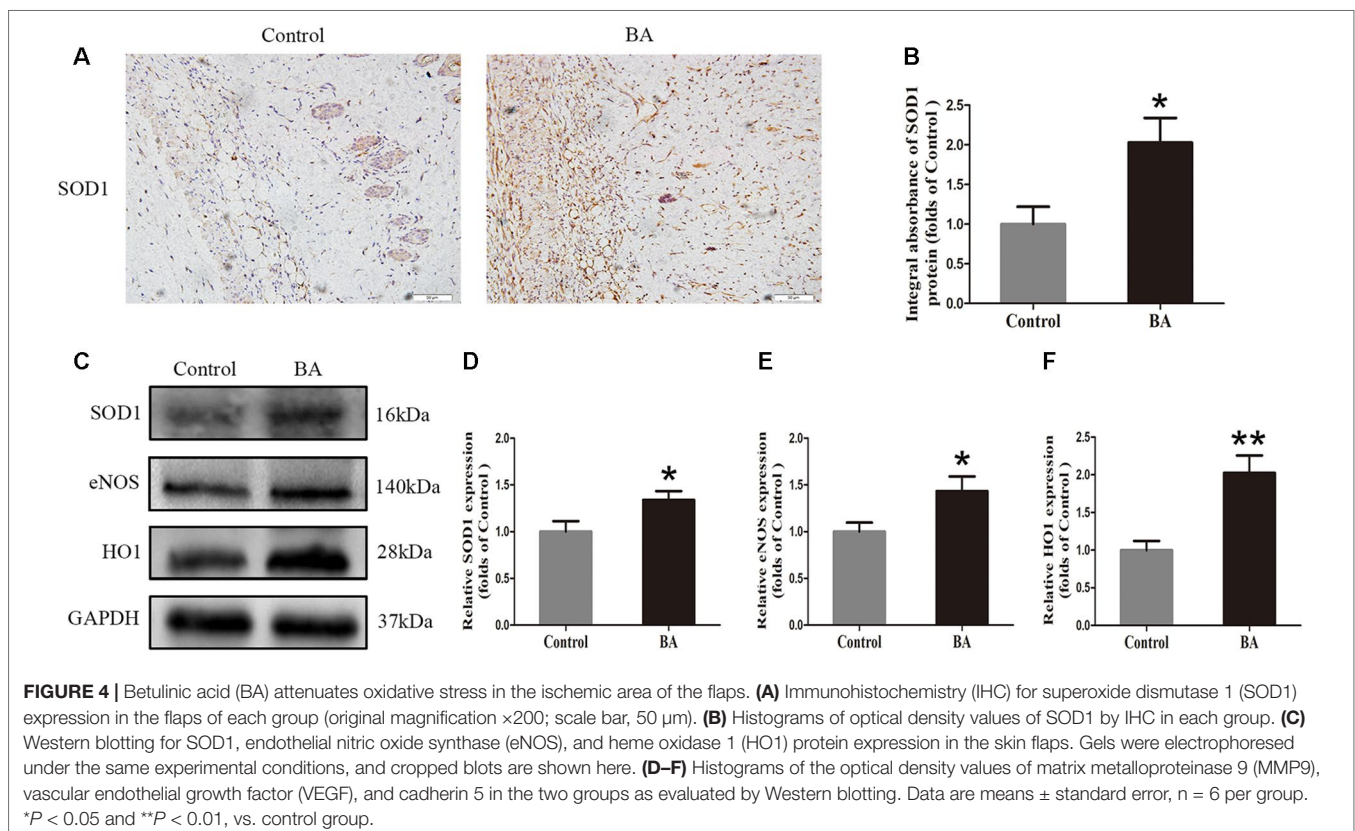 Control
BA
A
SOD1
B
Integral absorbance of SOD1
protein (folds of Control)
2.5
2.0
1.5
1.0
0.5
0.0
*
Control
BA
C
Control
BA
SOD1
16kDa
eNOS
140kDa
HO1
28kDa
GAPDH
37kDa
D
Relative SOD1 expression
(folds of Control )
2.0
1.5
1.0
0.5
0.0
*
Control
BA
E
Relative eNOS expression
(folds of Control )
2.0
1.5
1.0
0.5
0.0
*
Control
BA
F
Relative HO1 expression
(folds of Control )
2.5
2.0
1.5
1.0
0.5
0.0
**
Control
BA
FIGURE 4 | Betulinic acid (BA) attenuates oxidative stress in the ischemic area of the flaps. (A) Immunohistochemistry (IHC) for superoxide dismutase 1 (SOD1)
expression in the flaps of each group (original magnification ×200; scale bar, 50 μm). (B) Histograms of optical density values of SOD1 by IHC in each group. (C)
Western blotting for SOD1, endothelial nitric oxide synthase (eNOS), and heme oxidase 1 (HO1) protein expression in the skin flaps. Gels were electrophoresed
under the same experimental conditions, and cropped blots are shown here. (D–F) Histograms of the optical density values of matrix metalloproteinase 9 (MMP9),
vascular endothelial growth factor (VEGF), and cadherin 5 in the two groups as evaluated by Western blotting. Data are means ± standard error, n = 6 per group.
*P < 0.05 and **P < 0.01, vs. control group.